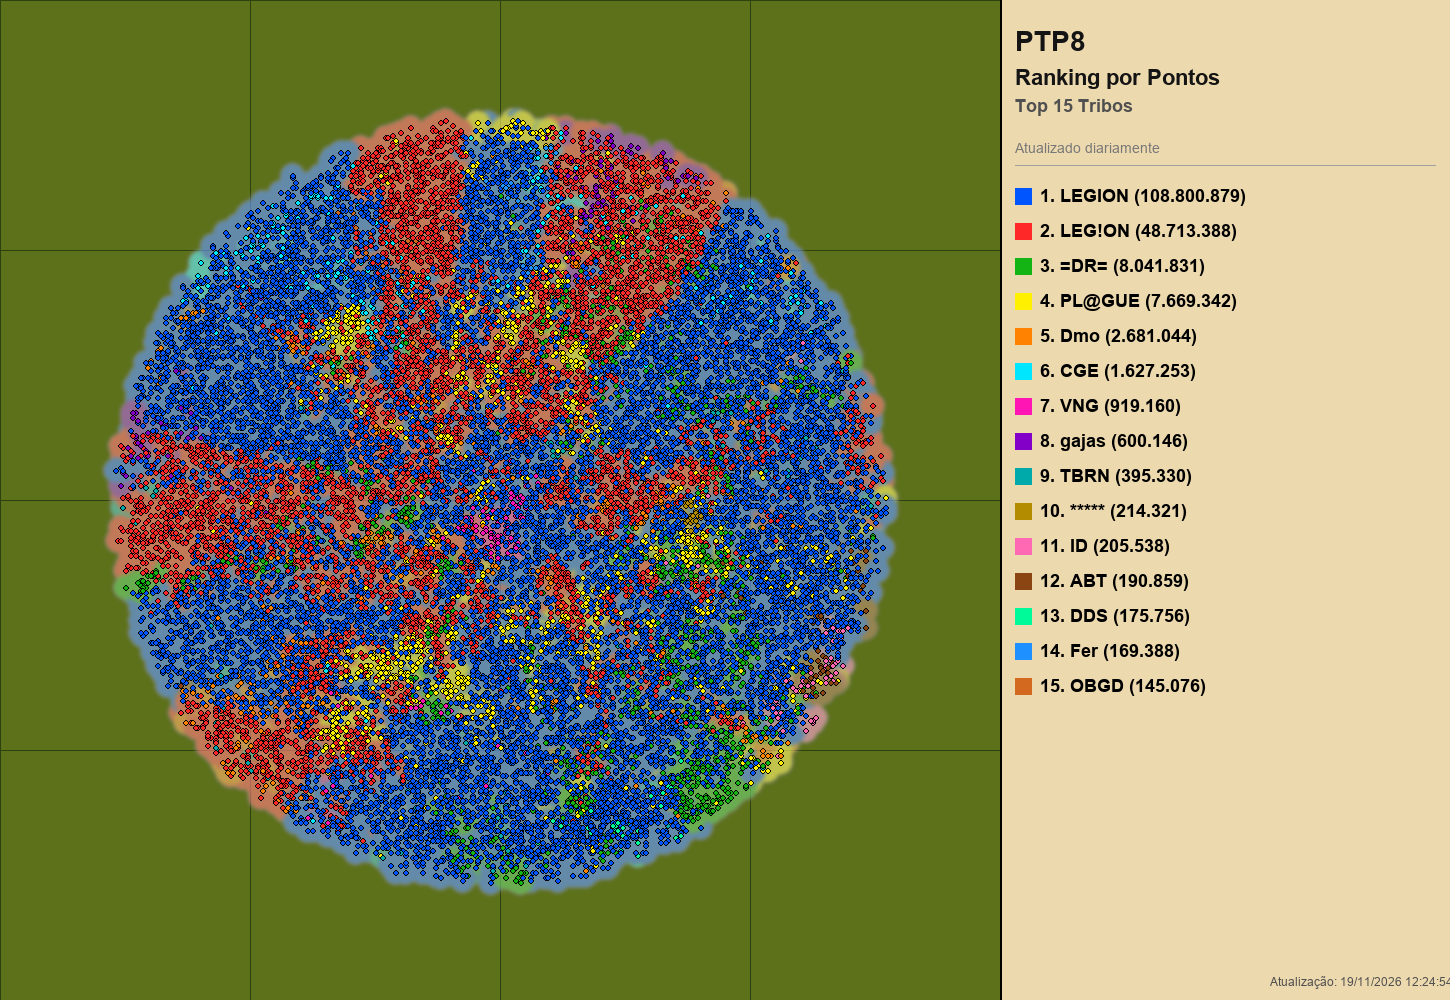 PTP8
Ranking por Pontos
Top 15 Tribos
Atualizado diariamente
1. LEGION (108.800.879)
2. LEG!ON (48.713.388)
3. =DR= (8.041.831)
4. PL@GUE (7.669.342)
5. Dmo (2.681.044)
6. CGE (1.627.253)
7. VNG (919.160)
8. gajas (600.146)
9. TBRN (395.330)
10. ***** (214.321)
11. ID (205.538)
12. ABT (190.859)
13. DDS (175.756)
14. Fer (169.388)
15. OBGD (145.076)
Atualização: 19/11/2026 12:24:54